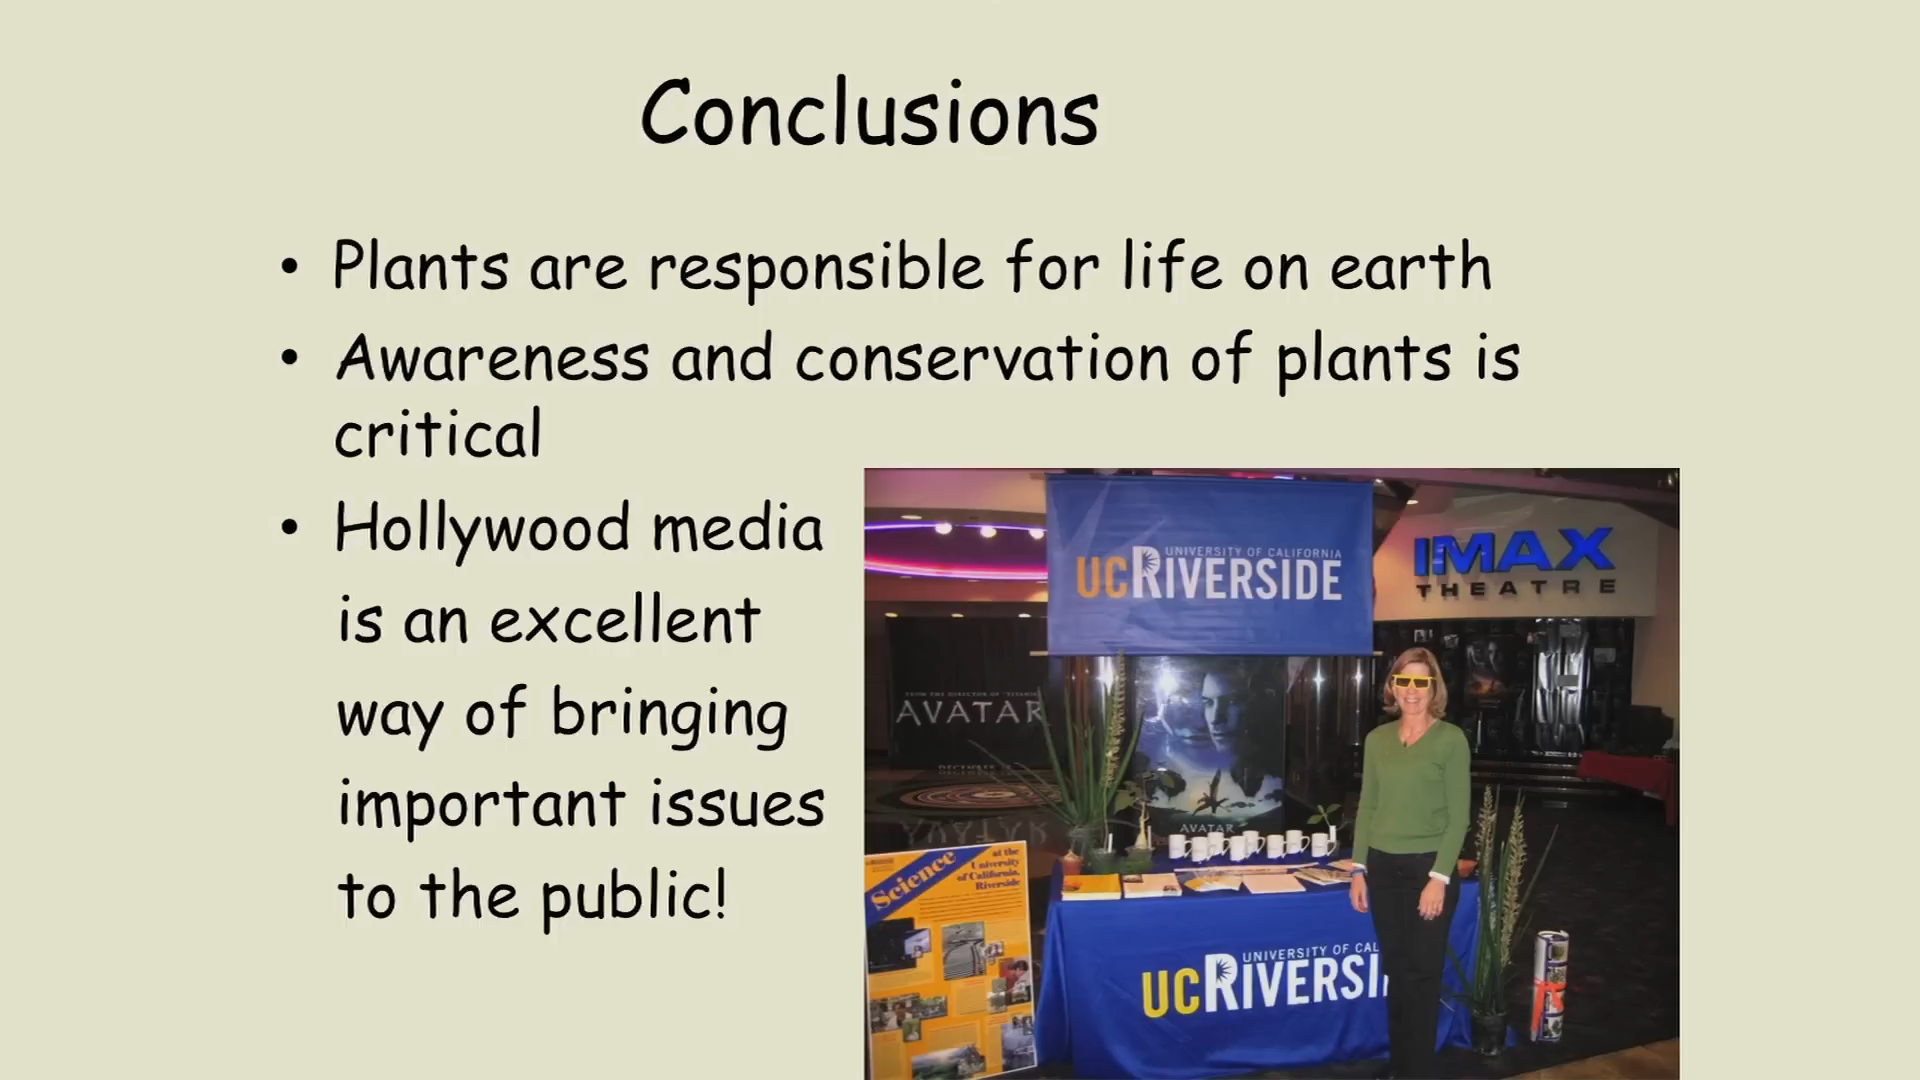 Conclusions
• Plants are responsible for life on earth
• Awareness and conservation of plants is
critical
• Hollywood media
is an excellent
way of bringing
important issues
to the public!
UNIVERSITY OF CALIFORNIA
UCRIVERSIDE
IMAX
THEATRE
FROM THE DIRECTOR OF "TITANIC"
AVATAR
AVATAR
Science
at the
University
of California,
Riverside
UNIVERSITY OF CAL
UCRIVERSI